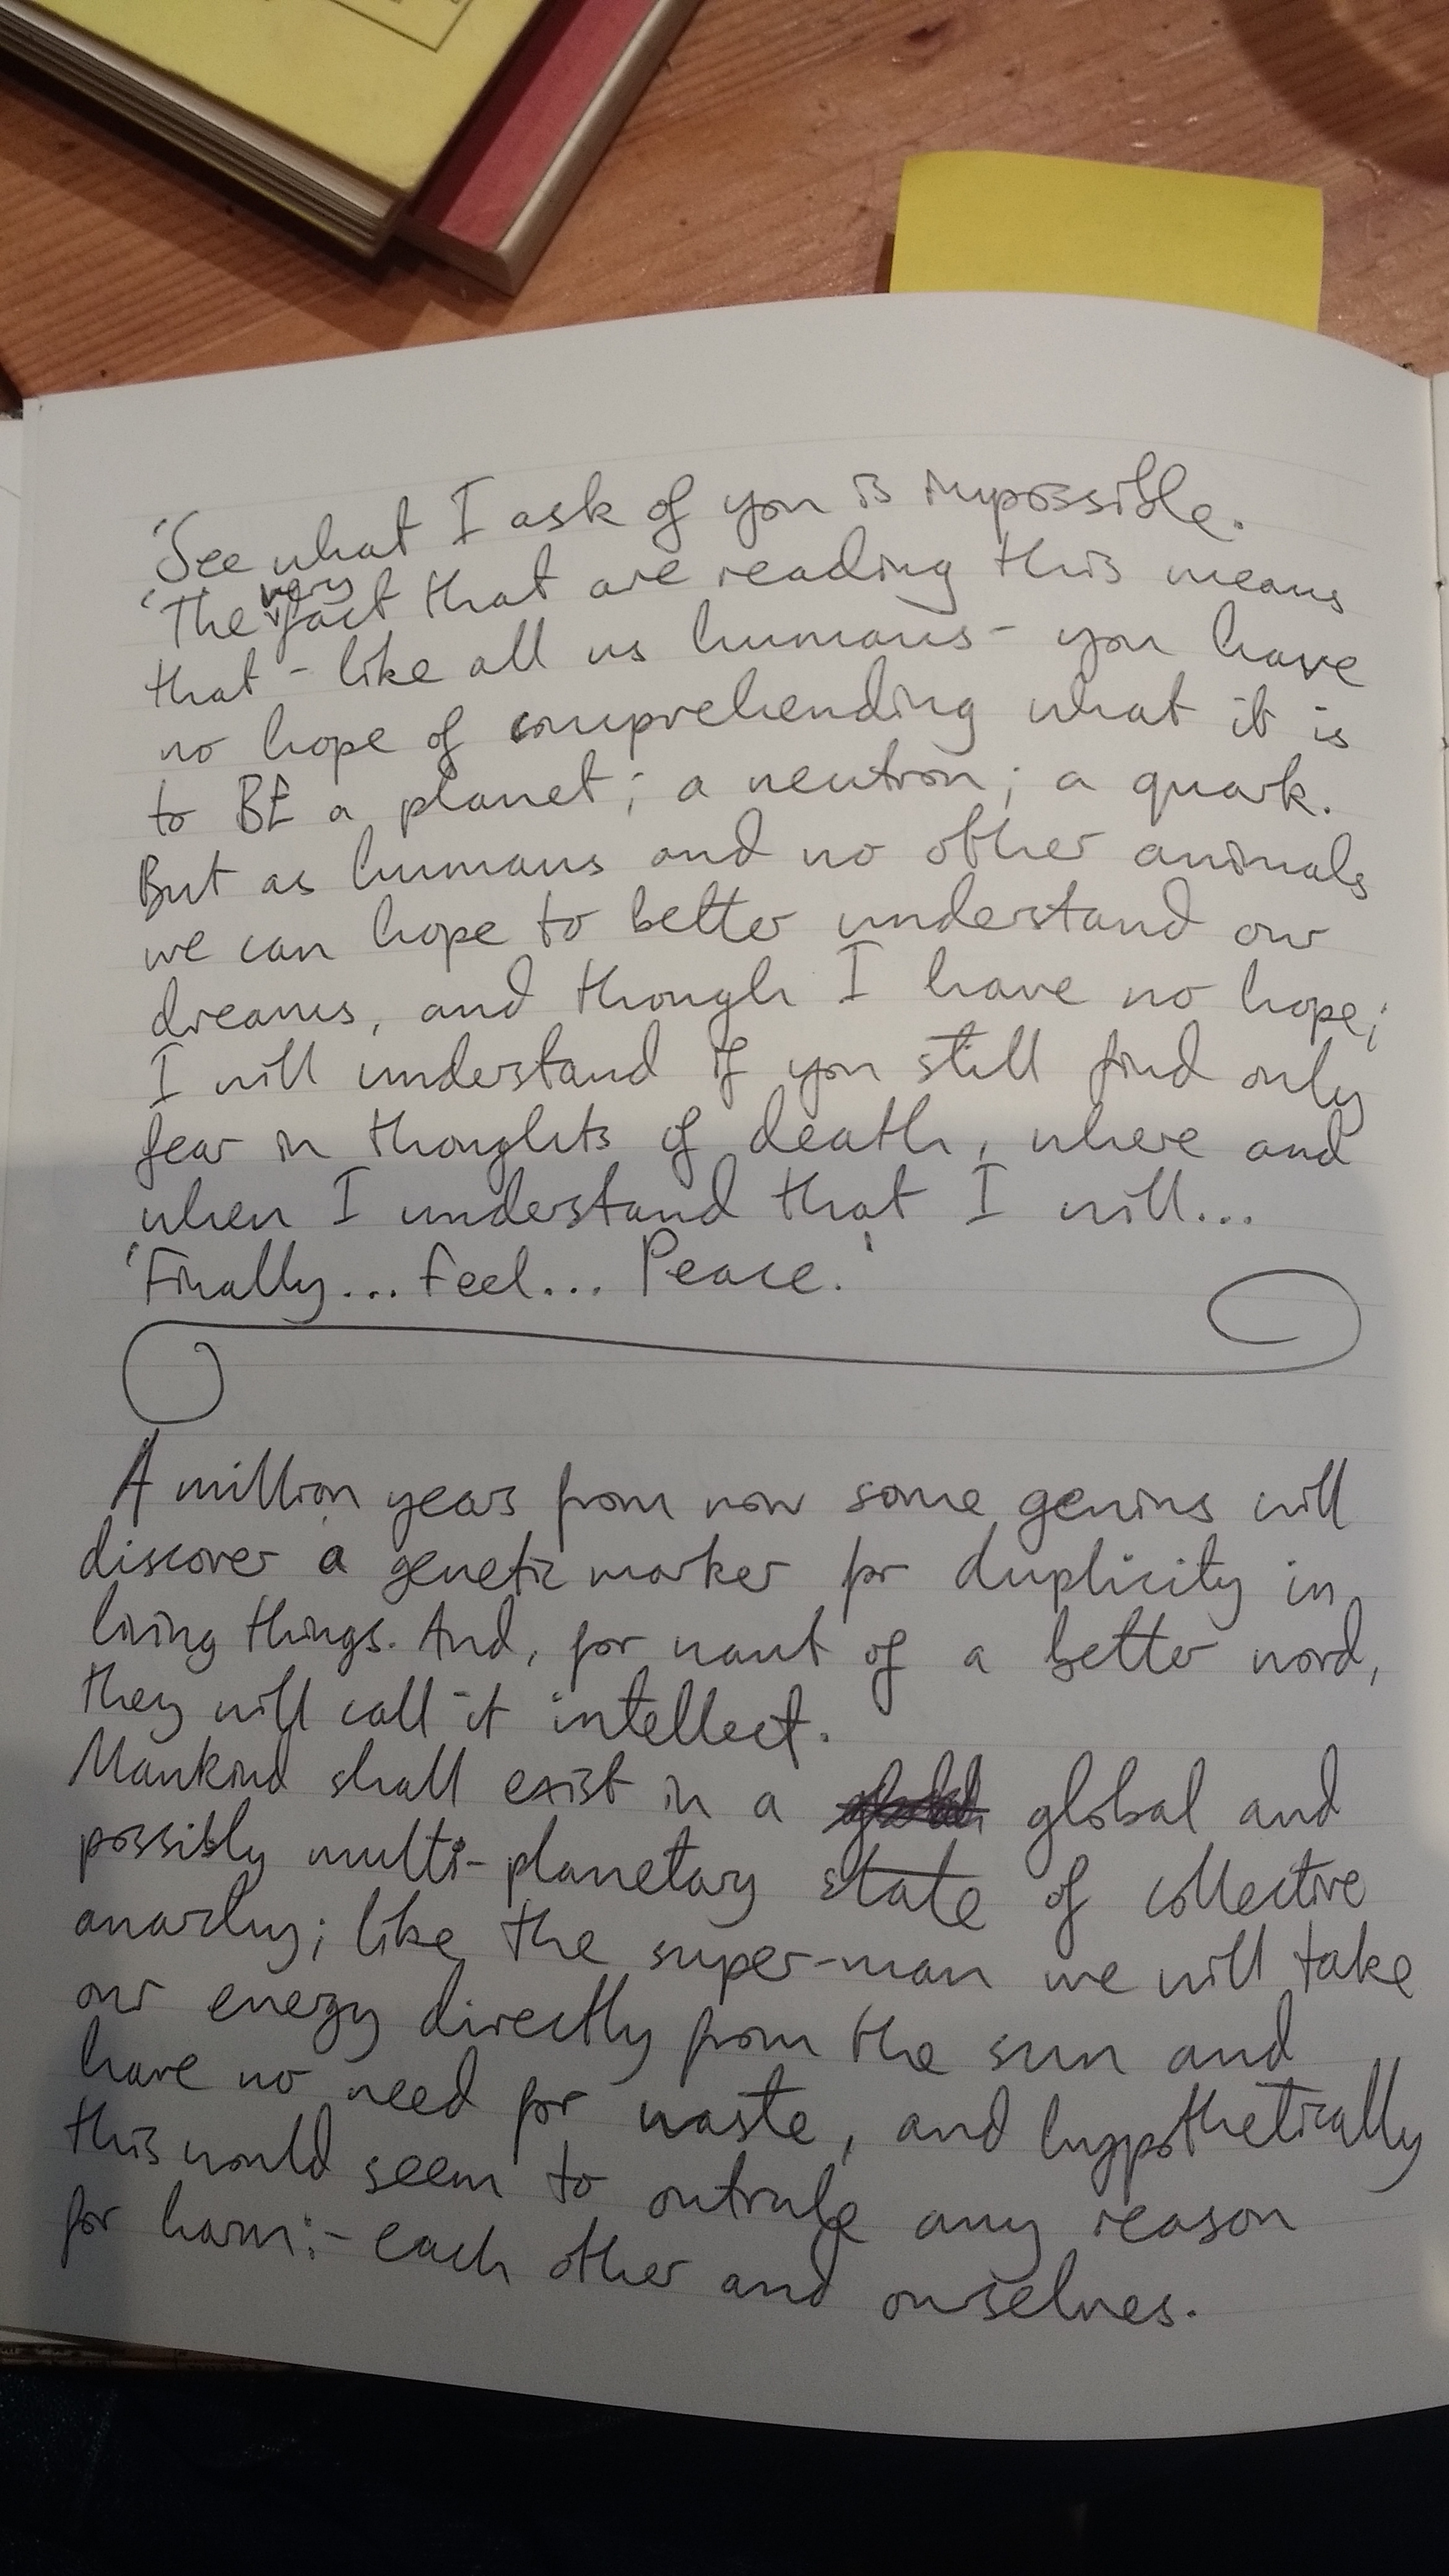 'See what I ask of you is impossible.
'The very fact that are reading this means
that - like all us humans - you have
no hope of comprehending what it is
to BE a planet; a neutron; a quark.
But as humans and no other animals
we can hope to better understand our
dreams, and though I have no hope;
I will understand if you still find only
fear in thoughts of death, where and
when I understand that I will...
'Finally... Feel... Peace.'
A million years from now some genius will
discover a genetic marker for duplicity in
living things. And, for want of a better word,
they will call it intellect.
Mankind shall exist in a global and
possibly multi-planetary state of collective
anarchy; like the super-man we will take
our energy directly from the sun and
have no need for waste, and hypothetically
this would seem to outrule any reason
for harm:- each other and ourselves.